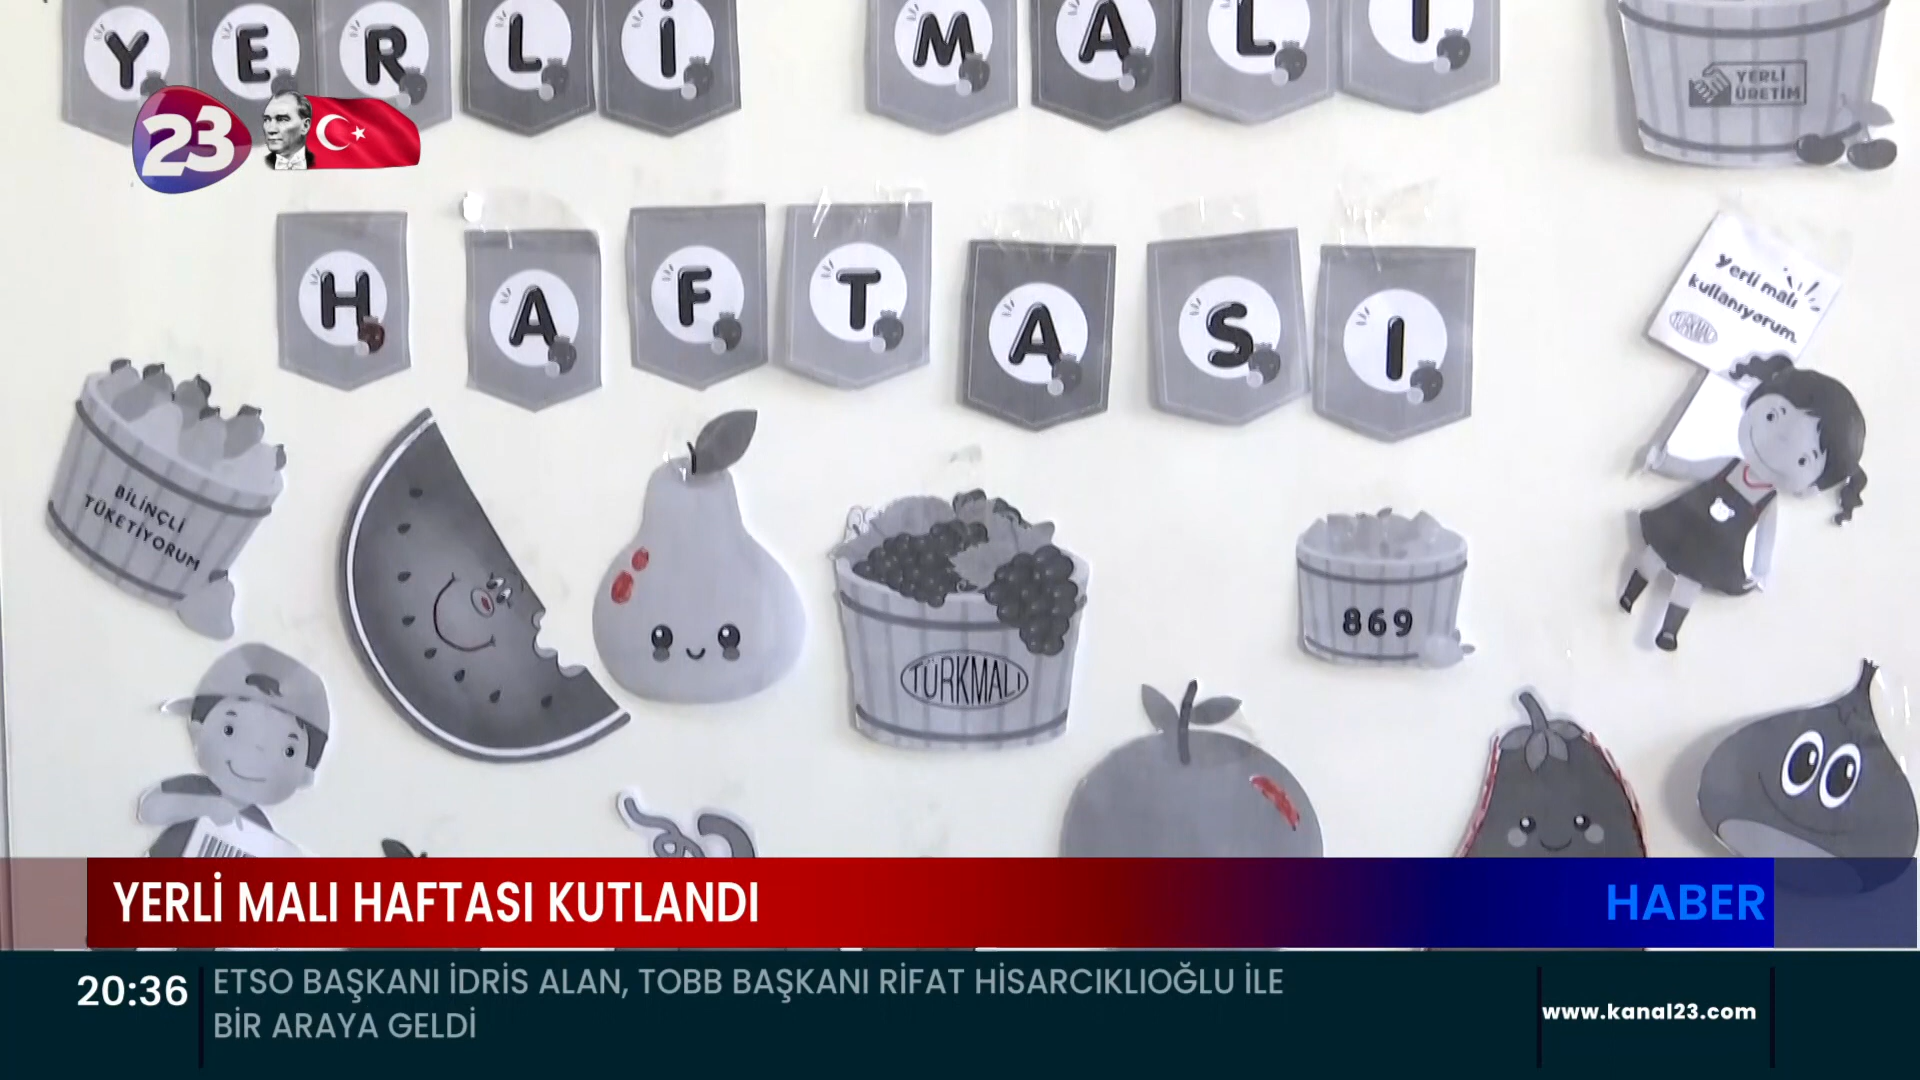 YERLİ MALI
YERLİ
ÜRETİM
23
HAFTASI
Yerli malı
kullanıyorum
TÜRKMALI
BİLİNÇLİ
TÜKETİYORUM
TÜRKMALI
869
YERLİ MALI HAFTASI KUTLANDI
HABER
20:36
ETSO BAŞKANI İDRİS ALAN, TOBB BAŞKANI RİFAT HİSARCIKLIOĞLU İLE
BİR ARAYA GELDİ
www.kanal23.com